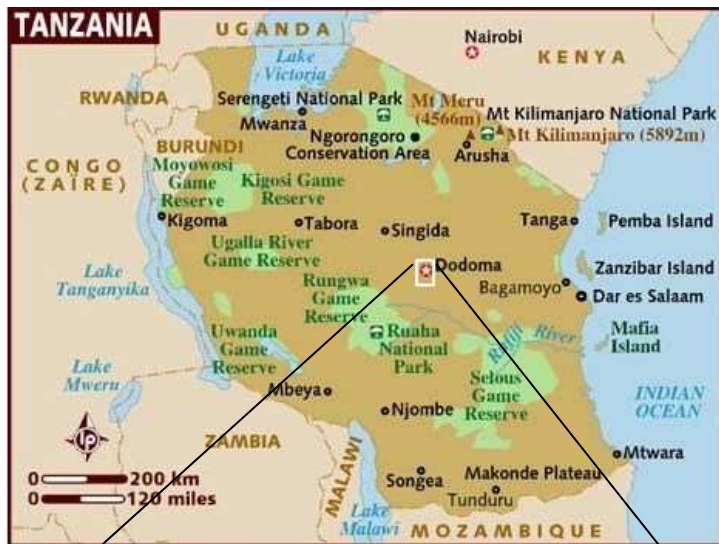 TANZANIA
UGANDA
Nairobi
KENYA
Lake
Victoria
RWANDA
Serengeti National Park
Mwanza
Mt Meru
(4566m)
Mt Kilimanjaro National Park
Mt Kilimanjaro (5892m)
Ngorongoro
Conservation Area
Arusha
BURUNDI
CONGO
(ZAÏRE)
Moyowosi
Game
Reserve
Kigosi Game
Reserve
Kigoma
Tabora
Singida
Tanga
Pemba Island
Ugalla River
Game Reserve
Dodoma
Zanzibar Island
Bagamoyo
Dar es Salaam
Lake
Tanganyika
Rungwa
Game
Reserve
Rufiji
River
Mafia
Island
Uwanda
Game
Reserve
Ruaha
National
Park
Selous
Game
Reserve
Lake
Mweru
Mbeya
Njombe
INDIAN
OCEAN
ZAMBIA
MALAWI
Mtwara
lp
0 200 km
0 120 miles
Songea
Makonde Plateau
Tunduru
Lake
Malawi
MOZAMBIQUE